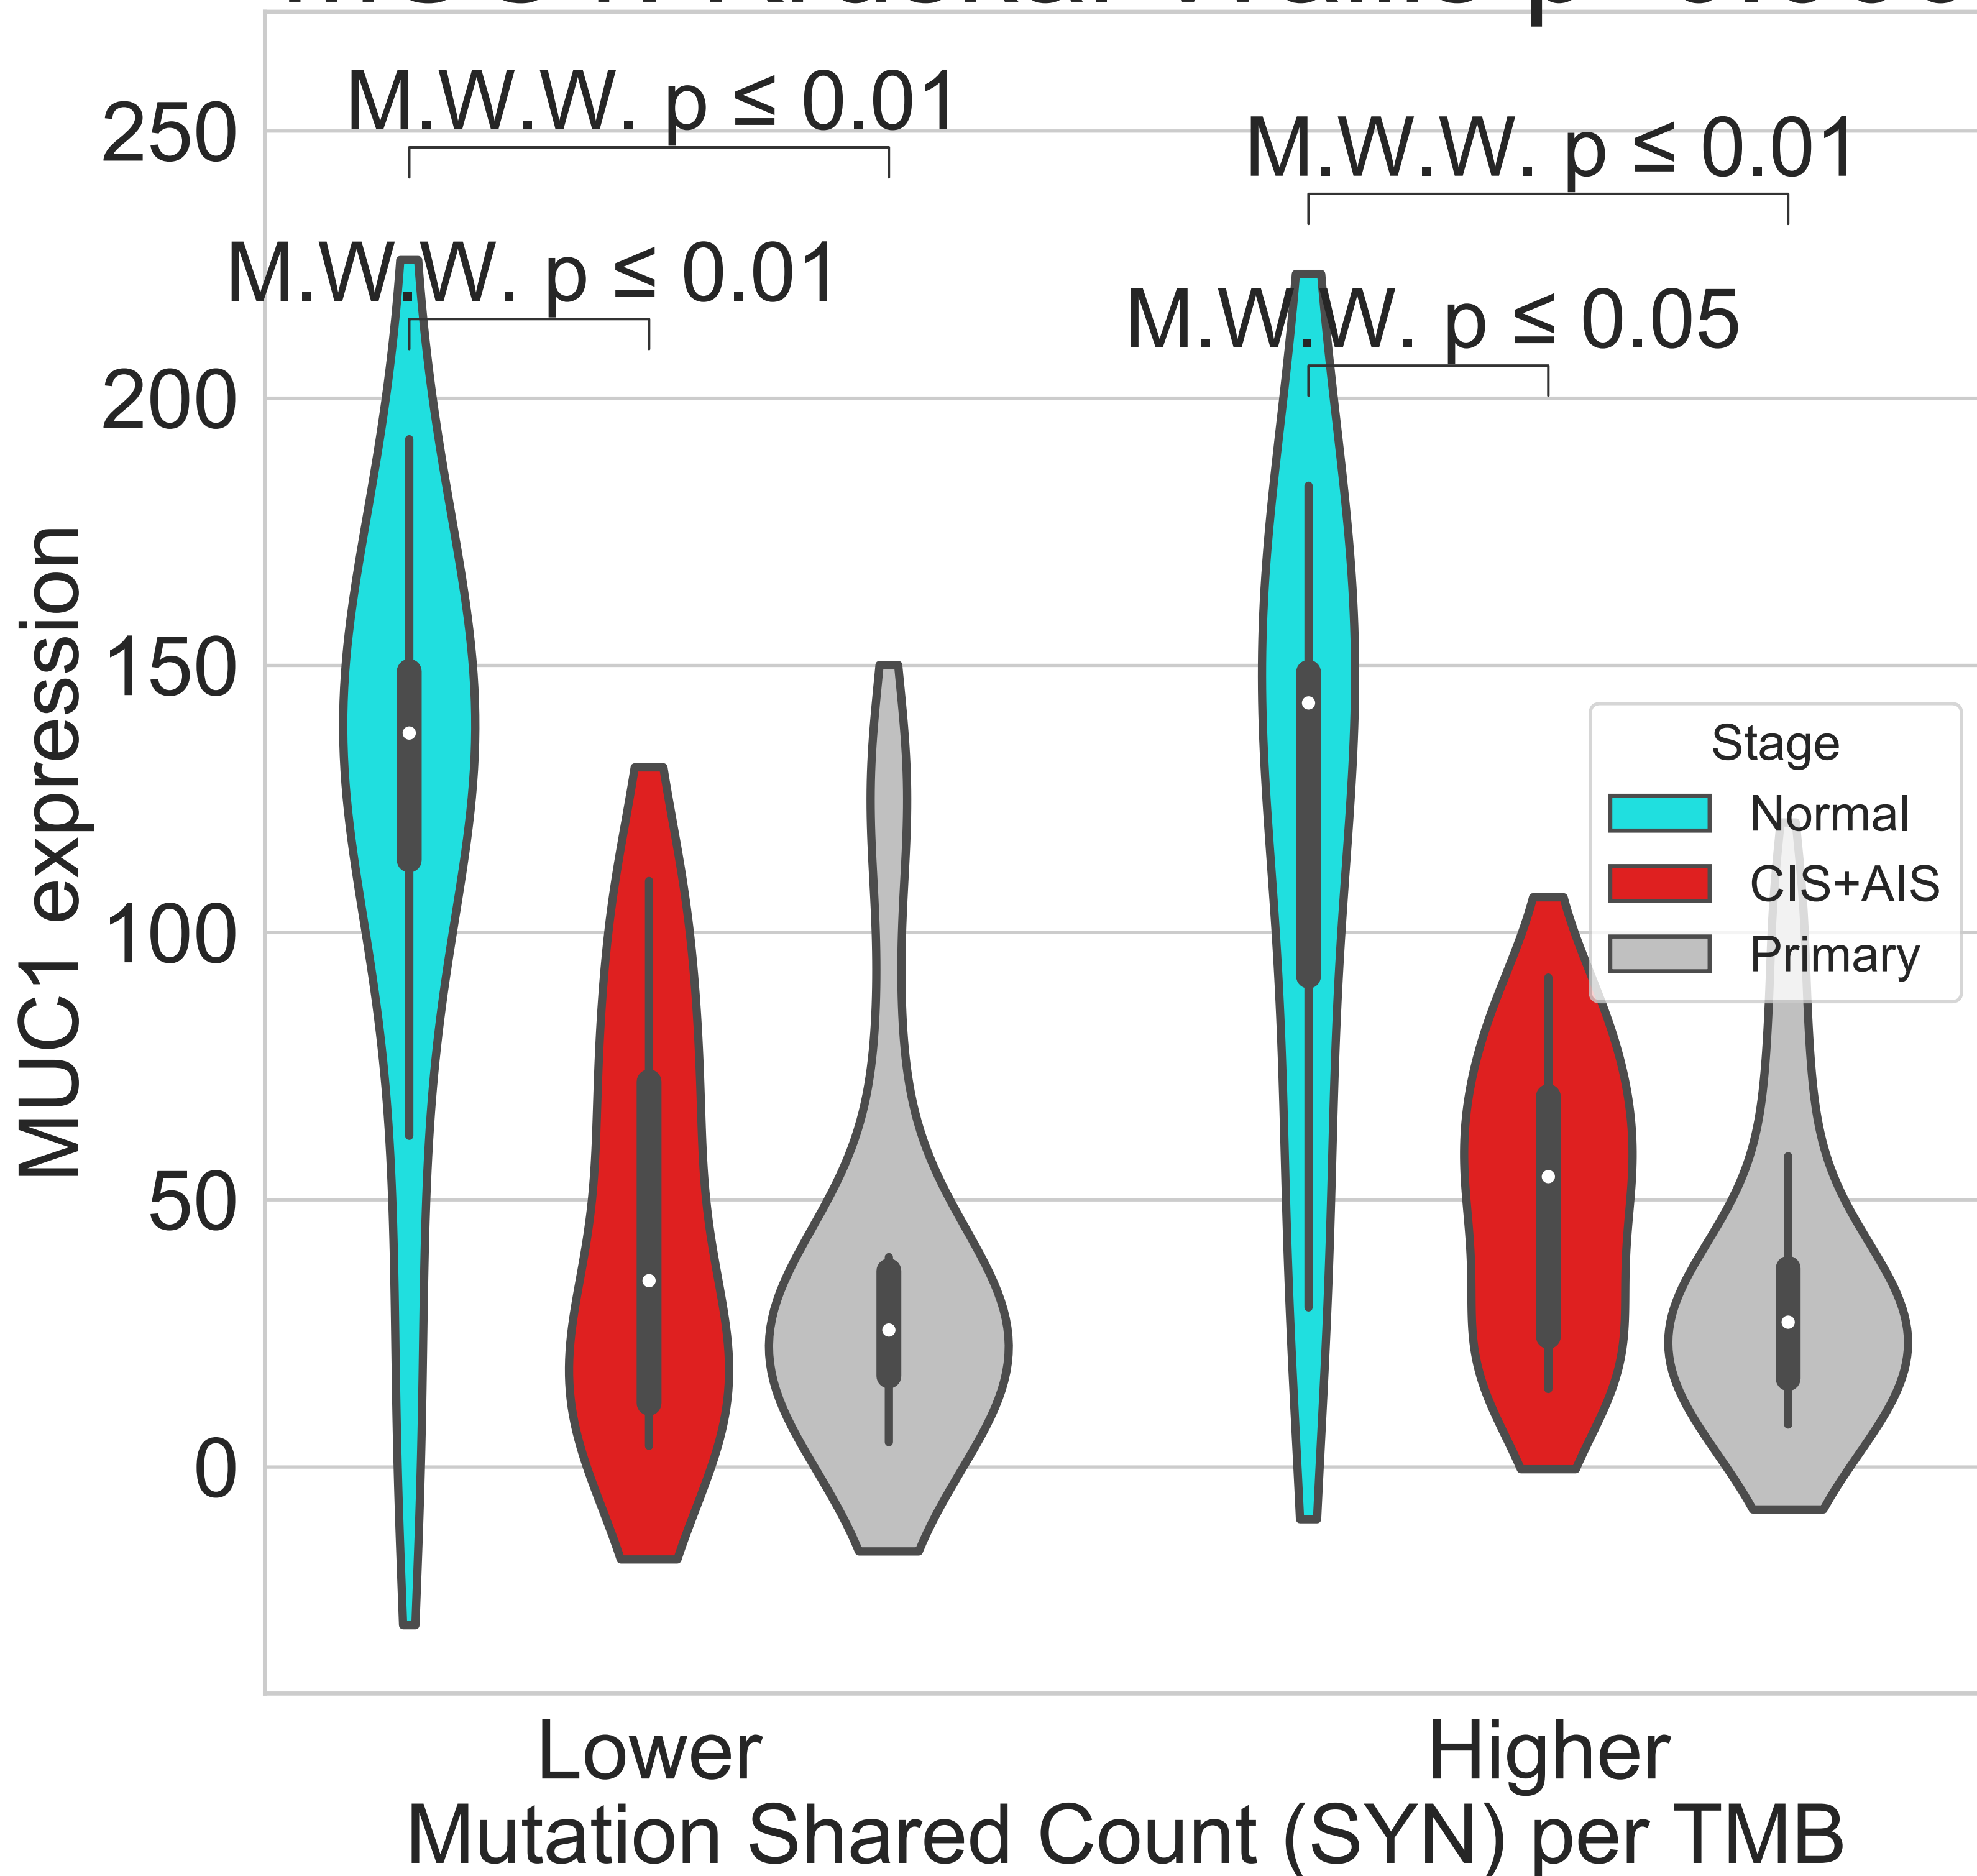 M.W.W. p ≤ 0.01
M.W.W. p ≤ 0.01
M.W.W. p ≤ 0.01
M.W.W. p ≤ 0.05
250
200
150
100
50
0
MUC1 expression
Stage
Normal
CIS+AIS
Primary
Lower
Higher
Mutation Shared Count (SYN) per TMB